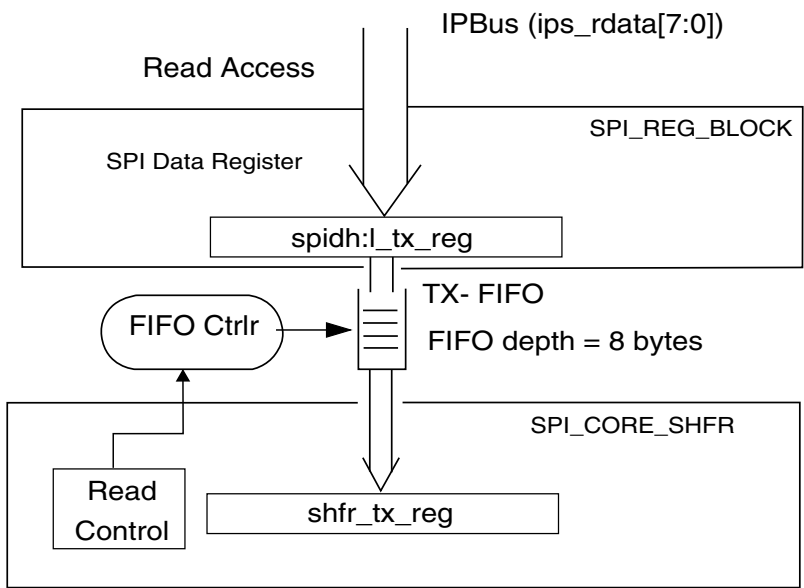 IPBus (ips_rdata[7:0])
Read Access
SPI_REG_BLOCK
SPI Data Register
spidh:l_tx_reg
TX- FIFO
FIFO Ctrlr
FIFO depth = 8 bytes
SPI_CORE_SHFR
Read
Control
shfr_tx_reg